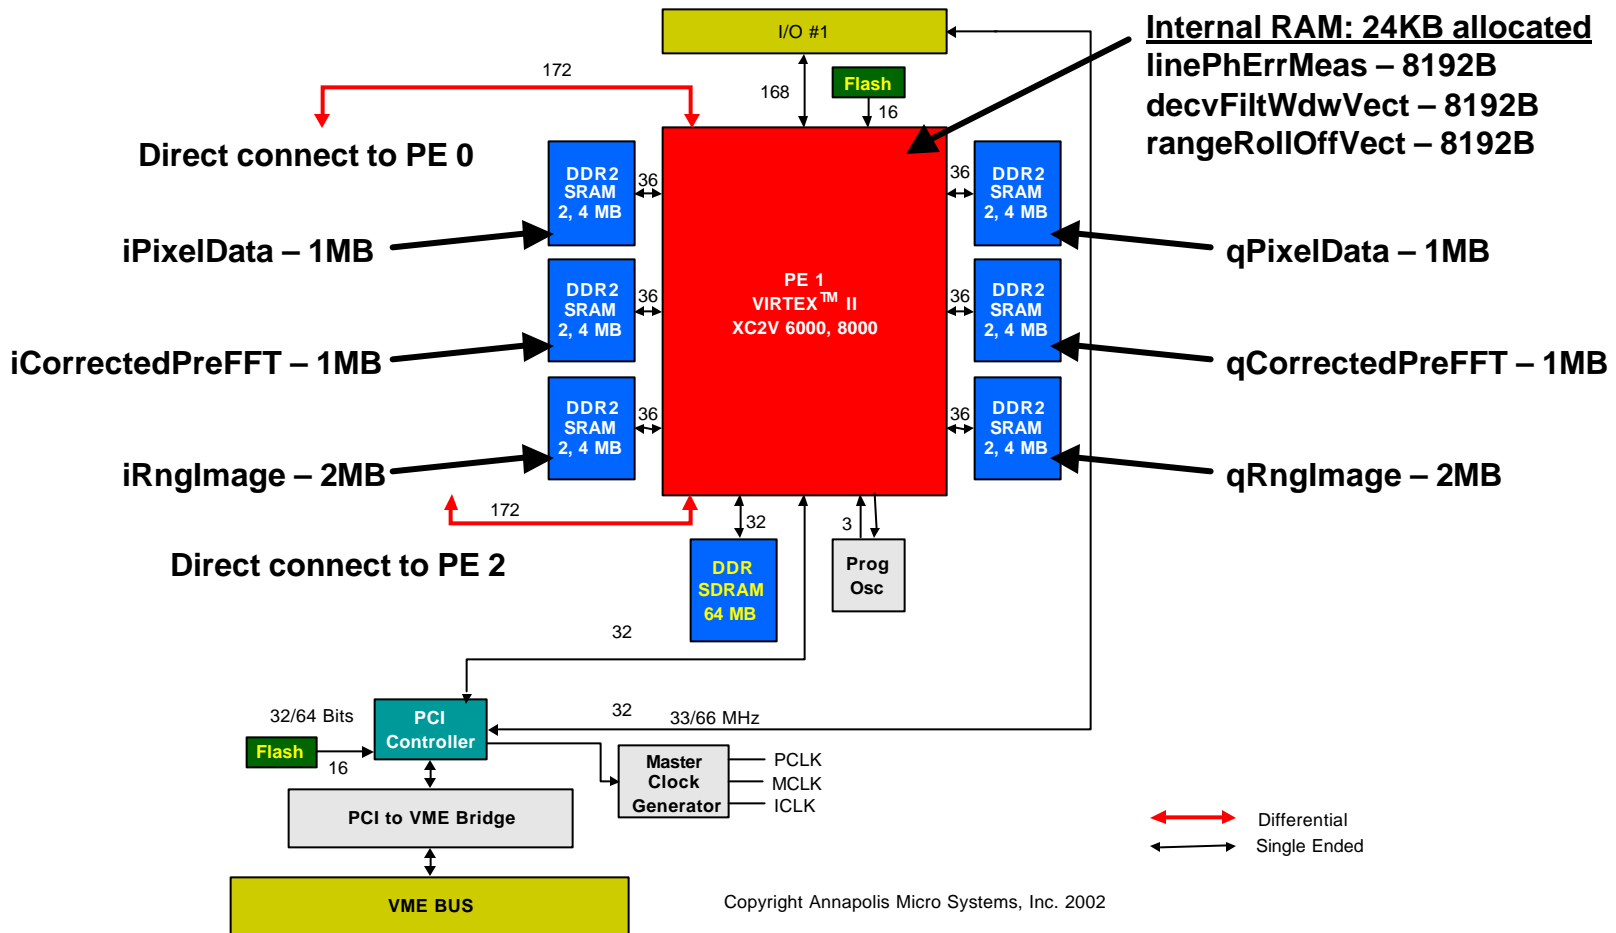 I/O #1
Internal RAM: 24KB allocated
linePhErrMeas – 8192B
decvFiltWdwVect – 8192B
rangeRollOffVect – 8192B
172
168
Flash
16
Direct connect to PE 0
DDR2
SRAM
2, 4 MB
36
36
DDR2
SRAM
2, 4 MB
iPixelData – 1MB
qPixelData – 1MB
PE 1
VIRTEX™ II
XC2V 6000, 8000
DDR2
SRAM
2, 4 MB
36
36
DDR2
SRAM
2, 4 MB
iCorrectedPreFFT – 1MB
qCorrectedPreFFT – 1MB
DDR2
SRAM
2, 4 MB
36
36
DDR2
SRAM
2, 4 MB
iRngImage – 2MB
qRngImage – 2MB
172
32
3
Direct connect to PE 2
DDR
SDRAM
64 MB
Prog
Osc
32
32/64 Bits
PCI
Controller
32
33/66 MHz
Flash
16
Master
Clock
Generator
PCLK
MCLK
ICLK
PCI to VME Bridge
Differential
Single Ended
VME BUS
Copyright Annapolis Micro Systems, Inc. 2002